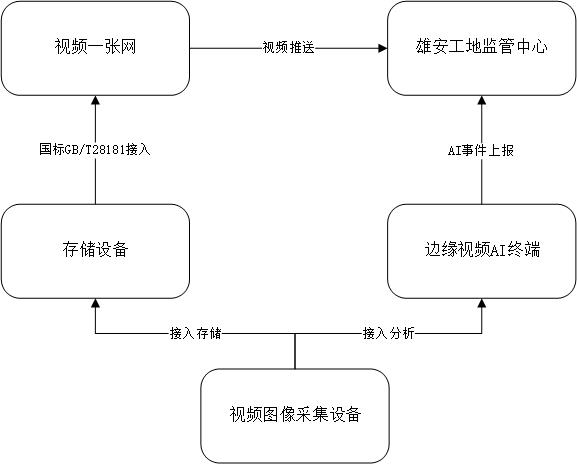 视频一张网
视频推送
雄安工地监管中心
国标GB/T28181接入
AI事件上报
存储设备
边缘视频AI终端
接入存储
接入分析
视频图像采集设备